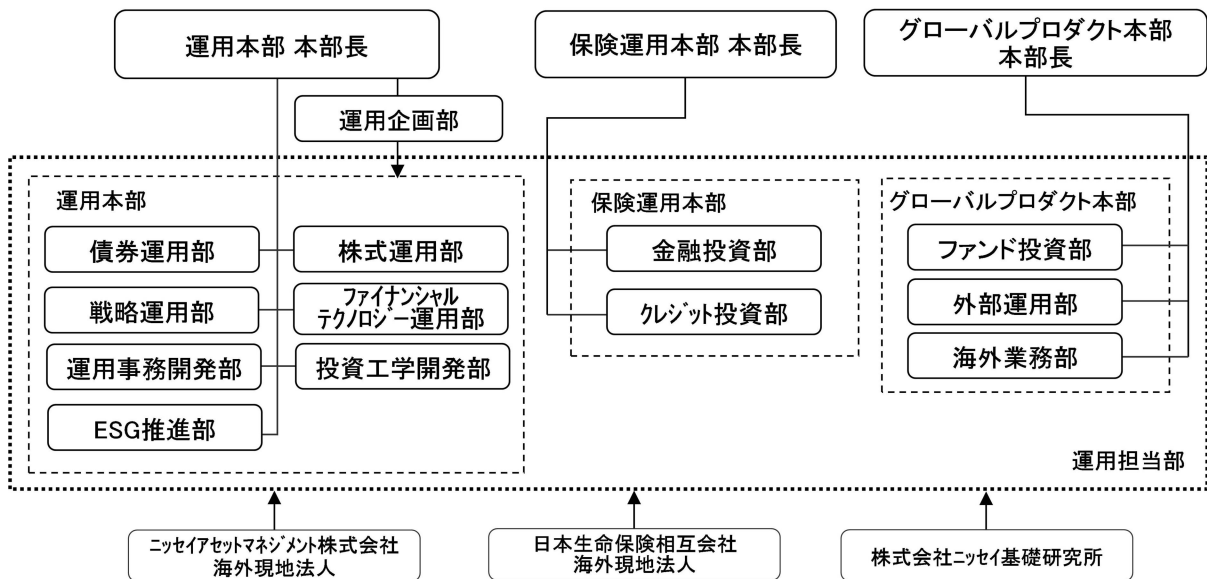 運用本部 本部長
保険運用本部 本部長
グローバルプロダクト本部
本部長
運用企画部
運用本部
債券運用部
株式運用部
戦略運用部
ファイナンシャル
テクノロジー運用部
運用事務開発部
投資工学開発部
ESG推進部
保険運用本部
金融投資部
クレジット投資部
グローバルプロダクト本部
ファンド投資部
外部運用部
海外業務部
運用担当部
ニッセイアセットマネジメント株式会社
海外現地法人
日本生命保険相互会社
海外現地法人
株式会社ニッセイ基礎研究所